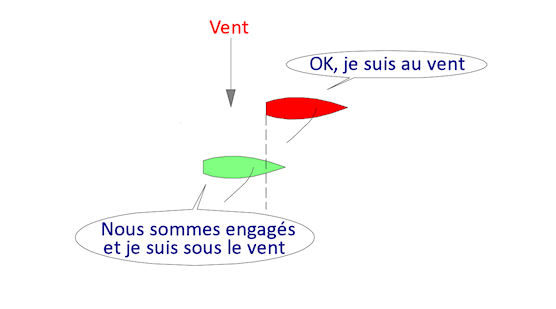 Vent
OK, je suis au vent
Nous sommes engagés
et je suis sous le vent